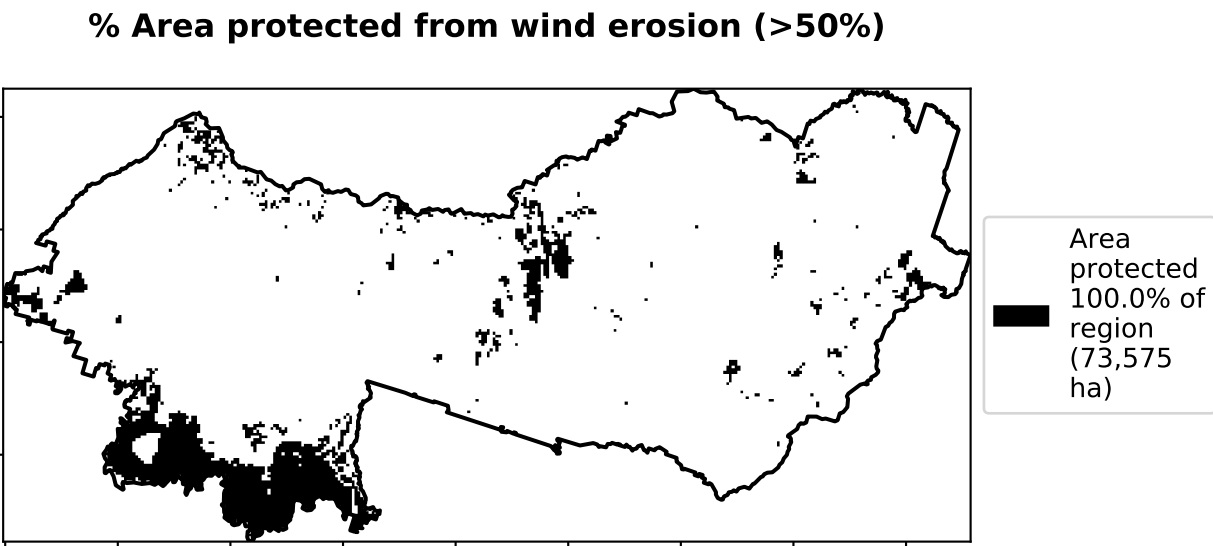 % Area protected from wind erosion (>50%)
Area
protected
100.0% of
region
(73,575
ha)